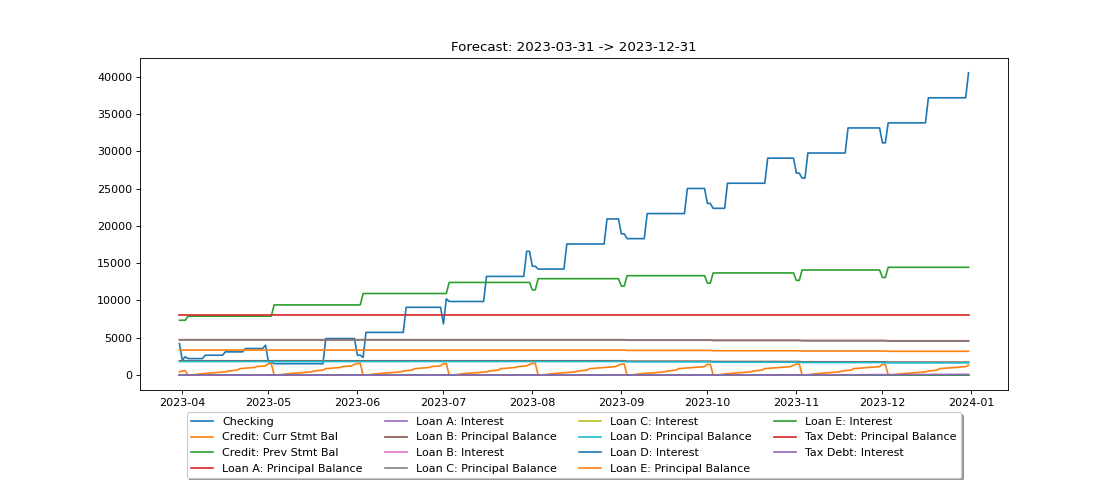 Forecast: 2023-03-31 -> 2023-12-31
40000
35000
30000
25000
20000
15000
10000
5000
0
2023-04 2023-05 2023-06 2023-07 2023-08 2023-09 2023-10 2023-11 2023-12 2024-01
Checking Loan A: Interest Loan C: Interest Loan E: Interest
Credit: Curr Stmt Bal Loan B: Principal Balance Loan D: Principal Balance Tax Debt: Principal Balance
Credit: Prev Stmt Bal Loan B: Interest Loan D: Interest Tax Debt: Interest
Loan A: Principal Balance Loan C: Principal Balance Loan E: Principal Balance